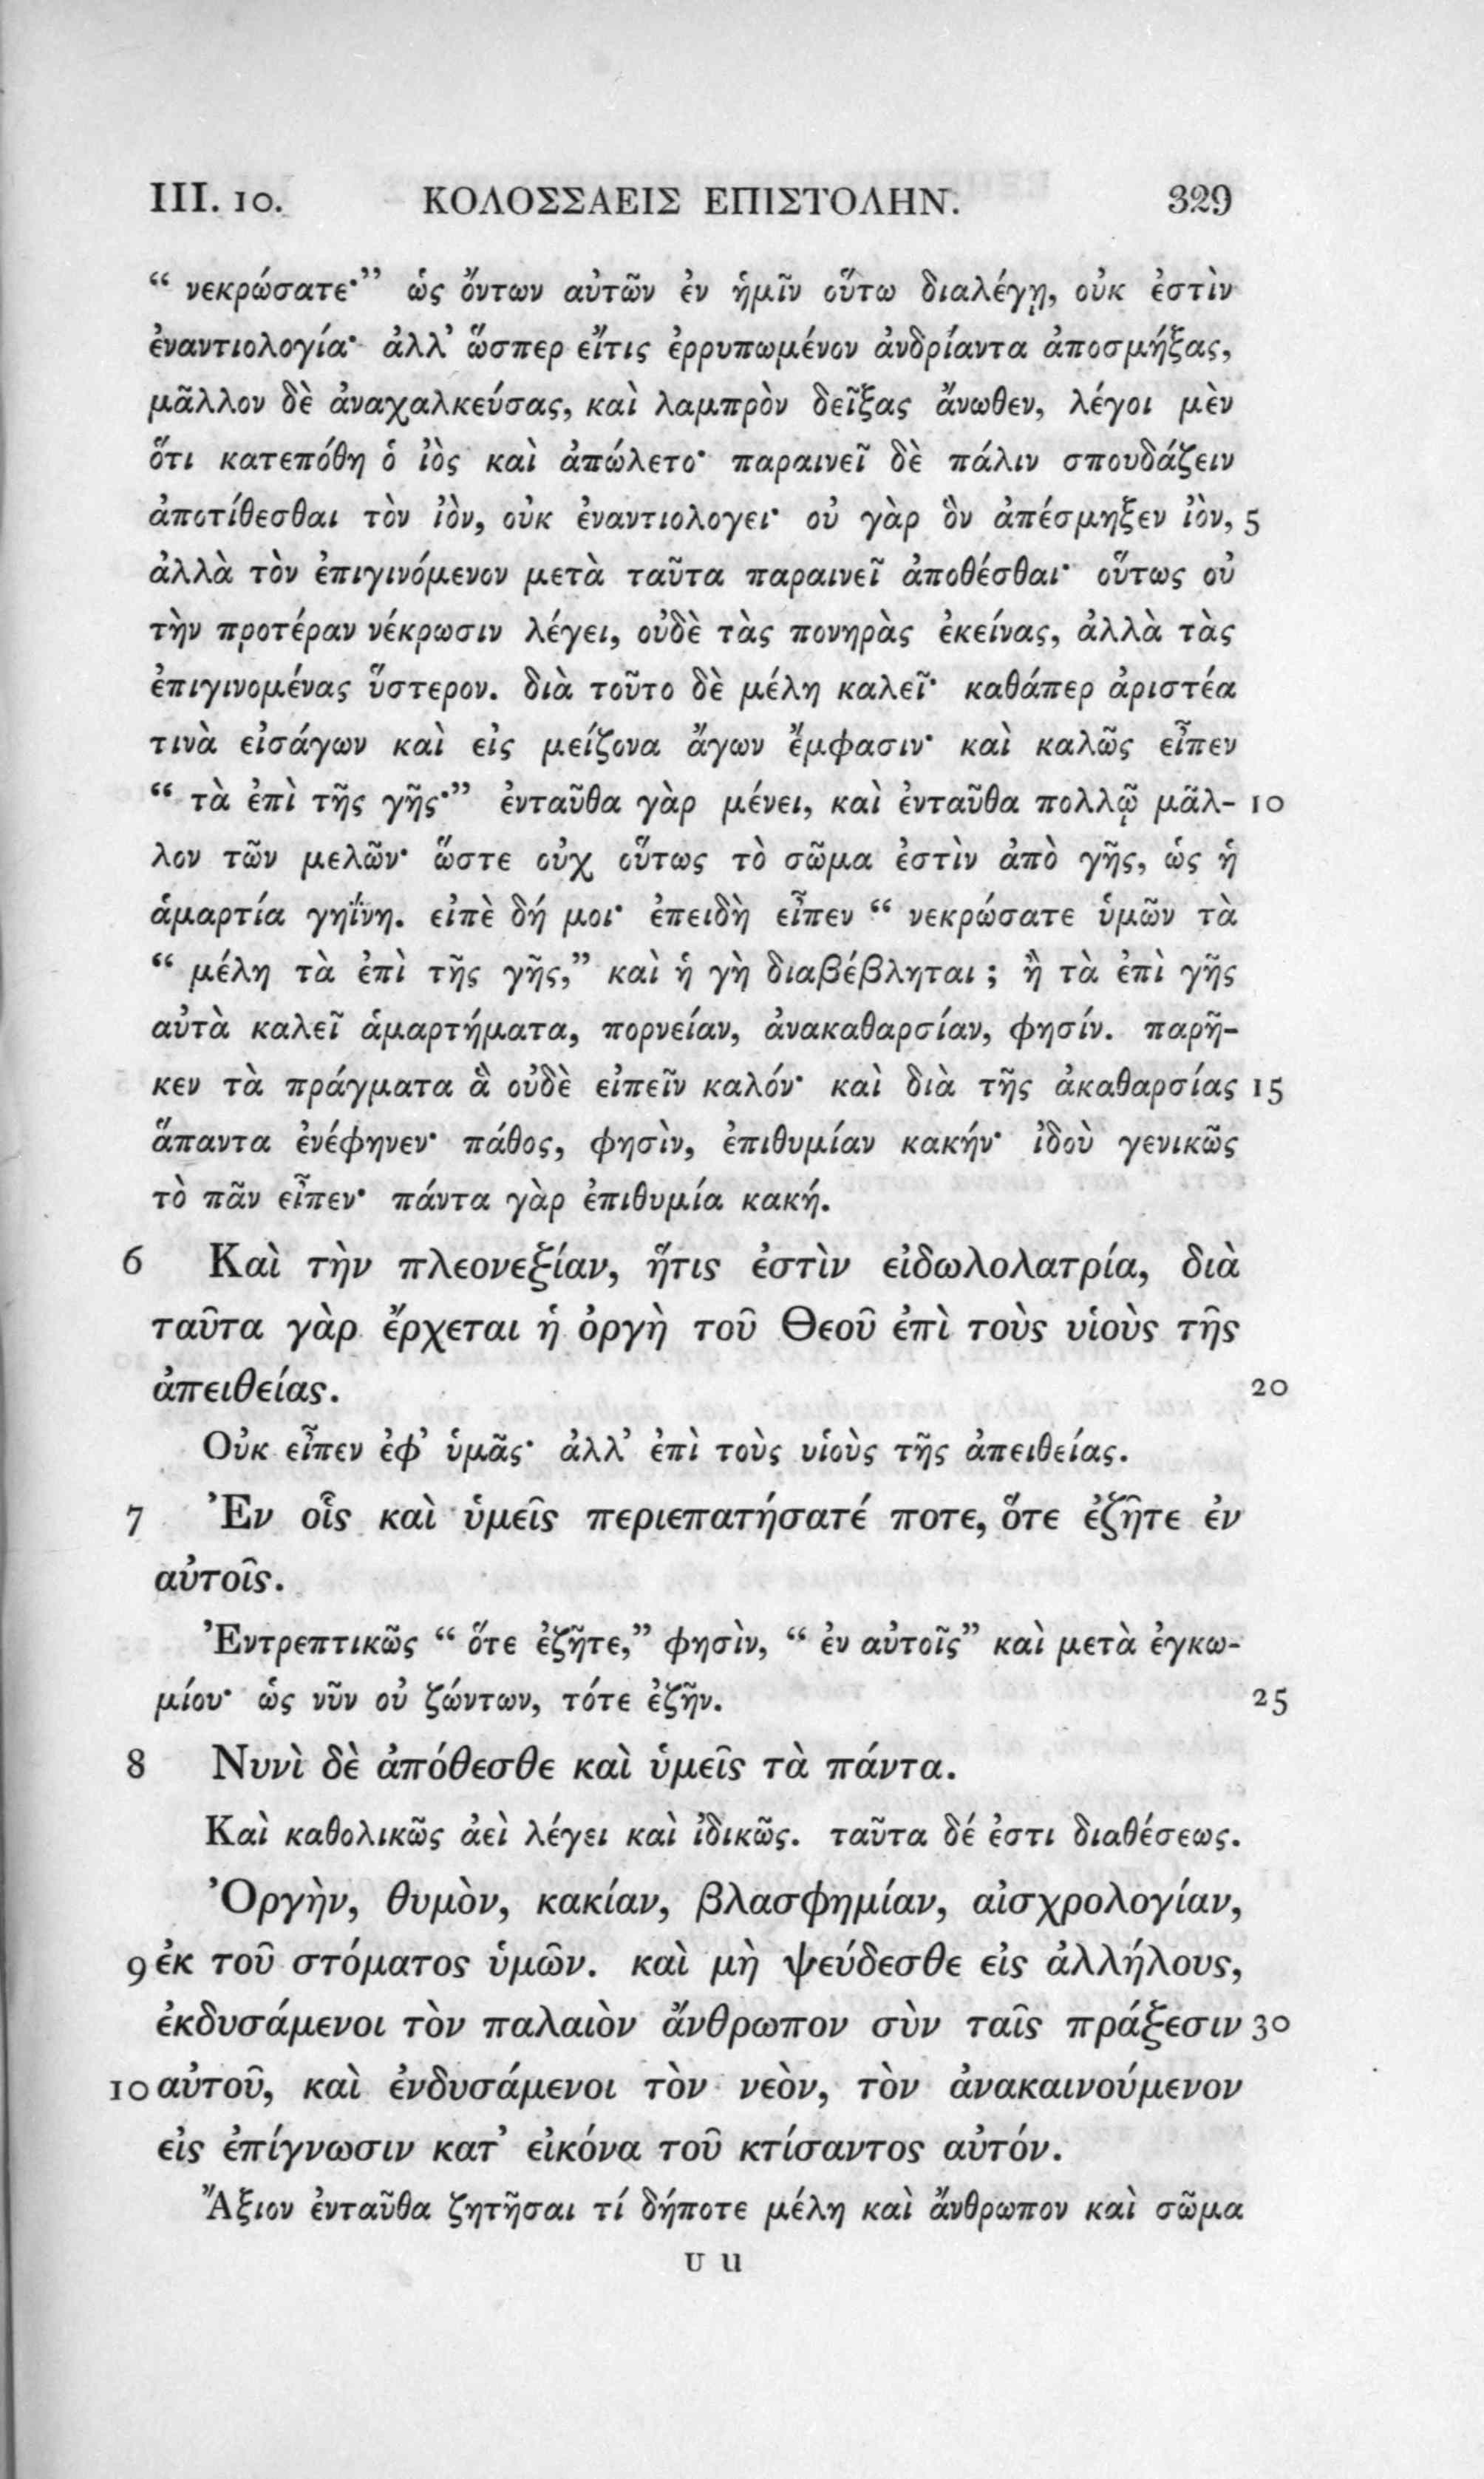 III. 10. ΚΟΛΟΣΣΑΕΙΣ ΕΠΙΣΤΟΛΗΝ. 329
“ νεκρώσατε·” ὡς ὄντων αὐτῶν ἐν ἡμῖν οὕτω διαλέγῃ, οὐκ ἐστὶν
ἐναντιολογία· ἀλλ’ ὥσπερ εἴτις ἐρρυπωμένον ἀνδρίαντα ἀποσμήξας,
μᾶλλον δὲ ἀναχαλκεύσας, καὶ λαμπρὸν δεῖξας ἄνωθεν, λέγοι μὲν
ὅτι κατεπόθη ὁ ἰὸς καὶ ἀπώλετο· παραινεῖ δὲ πάλιν σπουδάζειν
ἀποτίθεσθαι τὸν ἰὸν, οὐκ ἐναντιολογει· οὐ γὰρ ὃν ἀπέσμηξεν ἰὸν, 5
ἀλλὰ τὸν ἐπιγινόμενον μετὰ ταῦτα παραινεῖ ἀποθέσθαι· οὕτως οὐ
τὴν προτέραν νέκρωσιν λέγει, οὐδὲ τὰς πονηρὰς ἐκείνας, ἀλλὰ τὰς
ἐπιγινομένας ὕστερον. διὰ τοῦτο δὲ μέλη καλεῖ· καθάπερ ἀριστέα
τινὰ εἰσάγων καὶ εἰς μείζονα ἄγων ἔμφασιν· καὶ καλῶς εἶπεν
“ τὰ ἐπὶ τῆς γῆς·” ἐνταῦθα γὰρ μένει, καὶ ἐνταῦθα πολλῷ μᾶλ- 10
λον τῶν μελῶν· ὥστε οὐχ οὕτως τὸ σῶμα ἐστὶν ἀπὸ γῆς, ὡς ἡ
ἁμαρτία γηΐνη. εἰπὲ δή μοι· ἐπειδὴ εἶπεν “ νεκρώσατε ὑμῶν τὰ
“ μέλη τὰ ἐπὶ τῆς γῆς,” καὶ ἡ γὴ διαβέβληται ; ἢ τὰ ἐπὶ γῆς
αὐτὰ καλεῖ ἁμαρτήματα, πορνείαν, ἀνακαθαρσίαν, φησίν. παρῆ-
κεν τὰ πράγματα ἃ οὐδὲ εἰπεῖν καλόν· καὶ διὰ τῆς ἀκαθαρσίας 15
ἅπαντα ἐνέφηνεν· πάθος, φησὶν, ἐπιθυμίαν κακήν· ἰδοὺ γενικῶς
τὸ πᾶν εἶπεν· πάντα γὰρ ἐπιθυμία κακή.
6 Καὶ τὴν πλεονεξίαν, ἥτις ἐστὶν εἰδωλολατρία, διὰ
ταῦτα γὰρ ἔρχεται ἡ ὀργὴ τοῦ Θεοῦ ἐπὶ τοὺς υἱοὺς τῆς
ἀπειθείας. 20
Οὐκ εἶπεν ἐφ’ ὑμᾶς· ἀλλ’ ἐπὶ τοὺς υἱοὺς τῆς ἀπειθείας.
7 Ἐν οἷς καὶ ὑμεῖς περιεπατήσατέ ποτε, ὅτε ἐζῆτε ἐν
αὐτοῖς.
Ἐντρεπτικῶς “ ὅτε ἐζῆτε,” φησὶν, “ ἐν αὐτοῖς” καὶ μετὰ ἐγκω-
μίου· ὡς νῦν οὐ ζώντων, τότε ἐζῆν. 25
8 Νυνὶ δὲ ἀπόθεσθε καὶ ὑμεῖς τὰ πάντα.
Καὶ καθολικῶς ἀεὶ λέγει καὶ ἰδικῶς. ταῦτα δέ ἐστι διαθέσεως.
Ὀργὴν, θυμὸν, κακίαν, βλασφημίαν, αἰσχρολογίαν,
9 ἐκ τοῦ στόματος ὑμῶν. καὶ μὴ ψεύδεσθε εἰς ἀλλήλους,
ἐκδυσάμενοι τὸν παλαιὸν ἄνθρωπον σὺν ταῖς πράξεσιν 30
10 αὐτοῦ, καὶ ἐνδυσάμενοι τὸν νεὸν, τὸν ἀνακαινούμενον
εἰς ἐπίγνωσιν κατ’ εἰκόνα τοῦ κτίσαντος αὐτόν.
Ἄξιον ἐνταῦθα ζητῆσαι τί δήποτε μέλη καὶ ἄνθρωπον καὶ σῶμα
U u